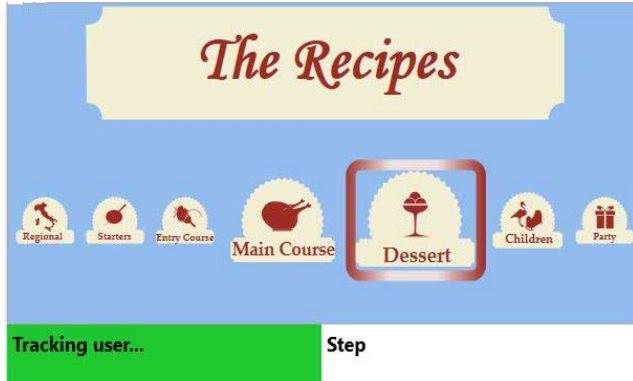 The Recipes
Regional
Starters
Entry Course
Main Course
Dessert
Children
Party
Tracking user...
Step